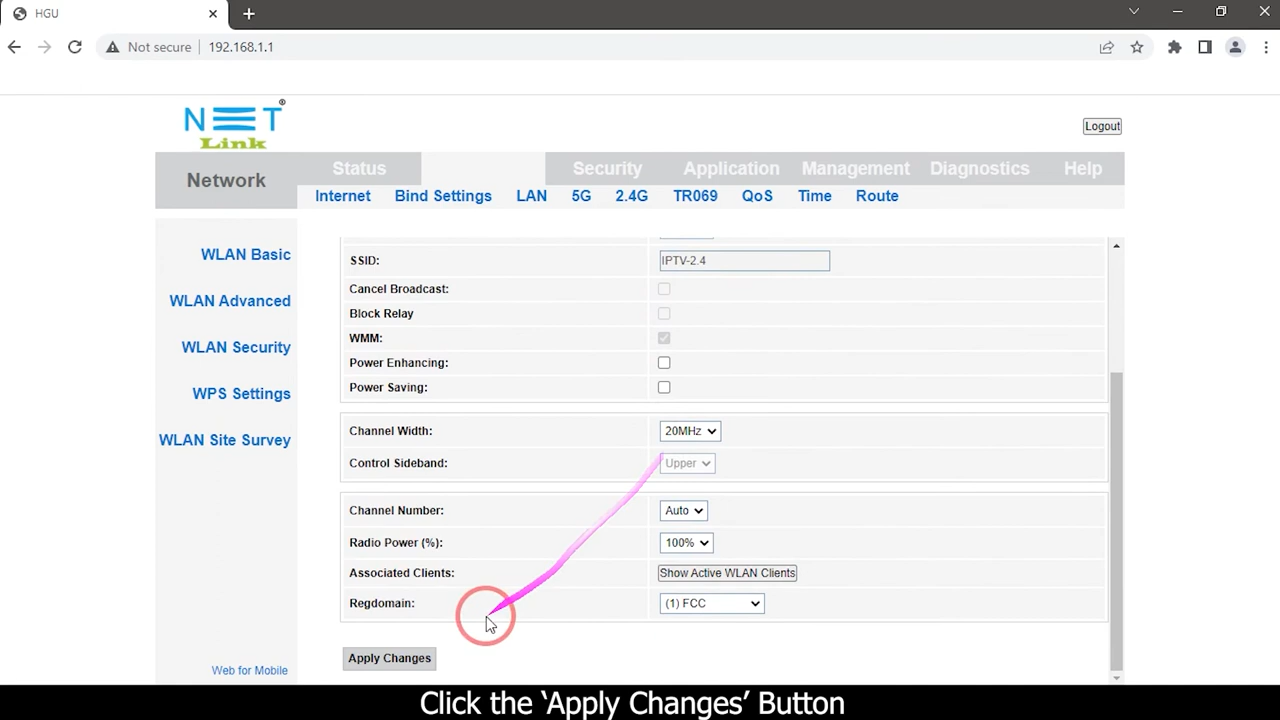 HGU
Not secure
192.168.1.1
NET
Link
Logout
Network
Status
Security
Application
Management
Diagnostics
Help
Internet
Bind Settings
LAN
5G
2.4G
TR069
QoS
Time
Route
WLAN Basic
WLAN Advanced
WLAN Security
WPS Settings
WLAN Site Survey
Web for Mobile
SSID: IPTV-2.4
Cancel Broadcast:
Block Relay
WMM:
Power Enhancing:
Power Saving:
Channel Width: 20MHz
Control Sideband: Upper
Channel Number: Auto
Radio Power (%): 100%
Associated Clients: Show Active WLAN Clients
Regdomain: (1) FCC
Apply Changes
Click the ‘Apply Changes’ Button